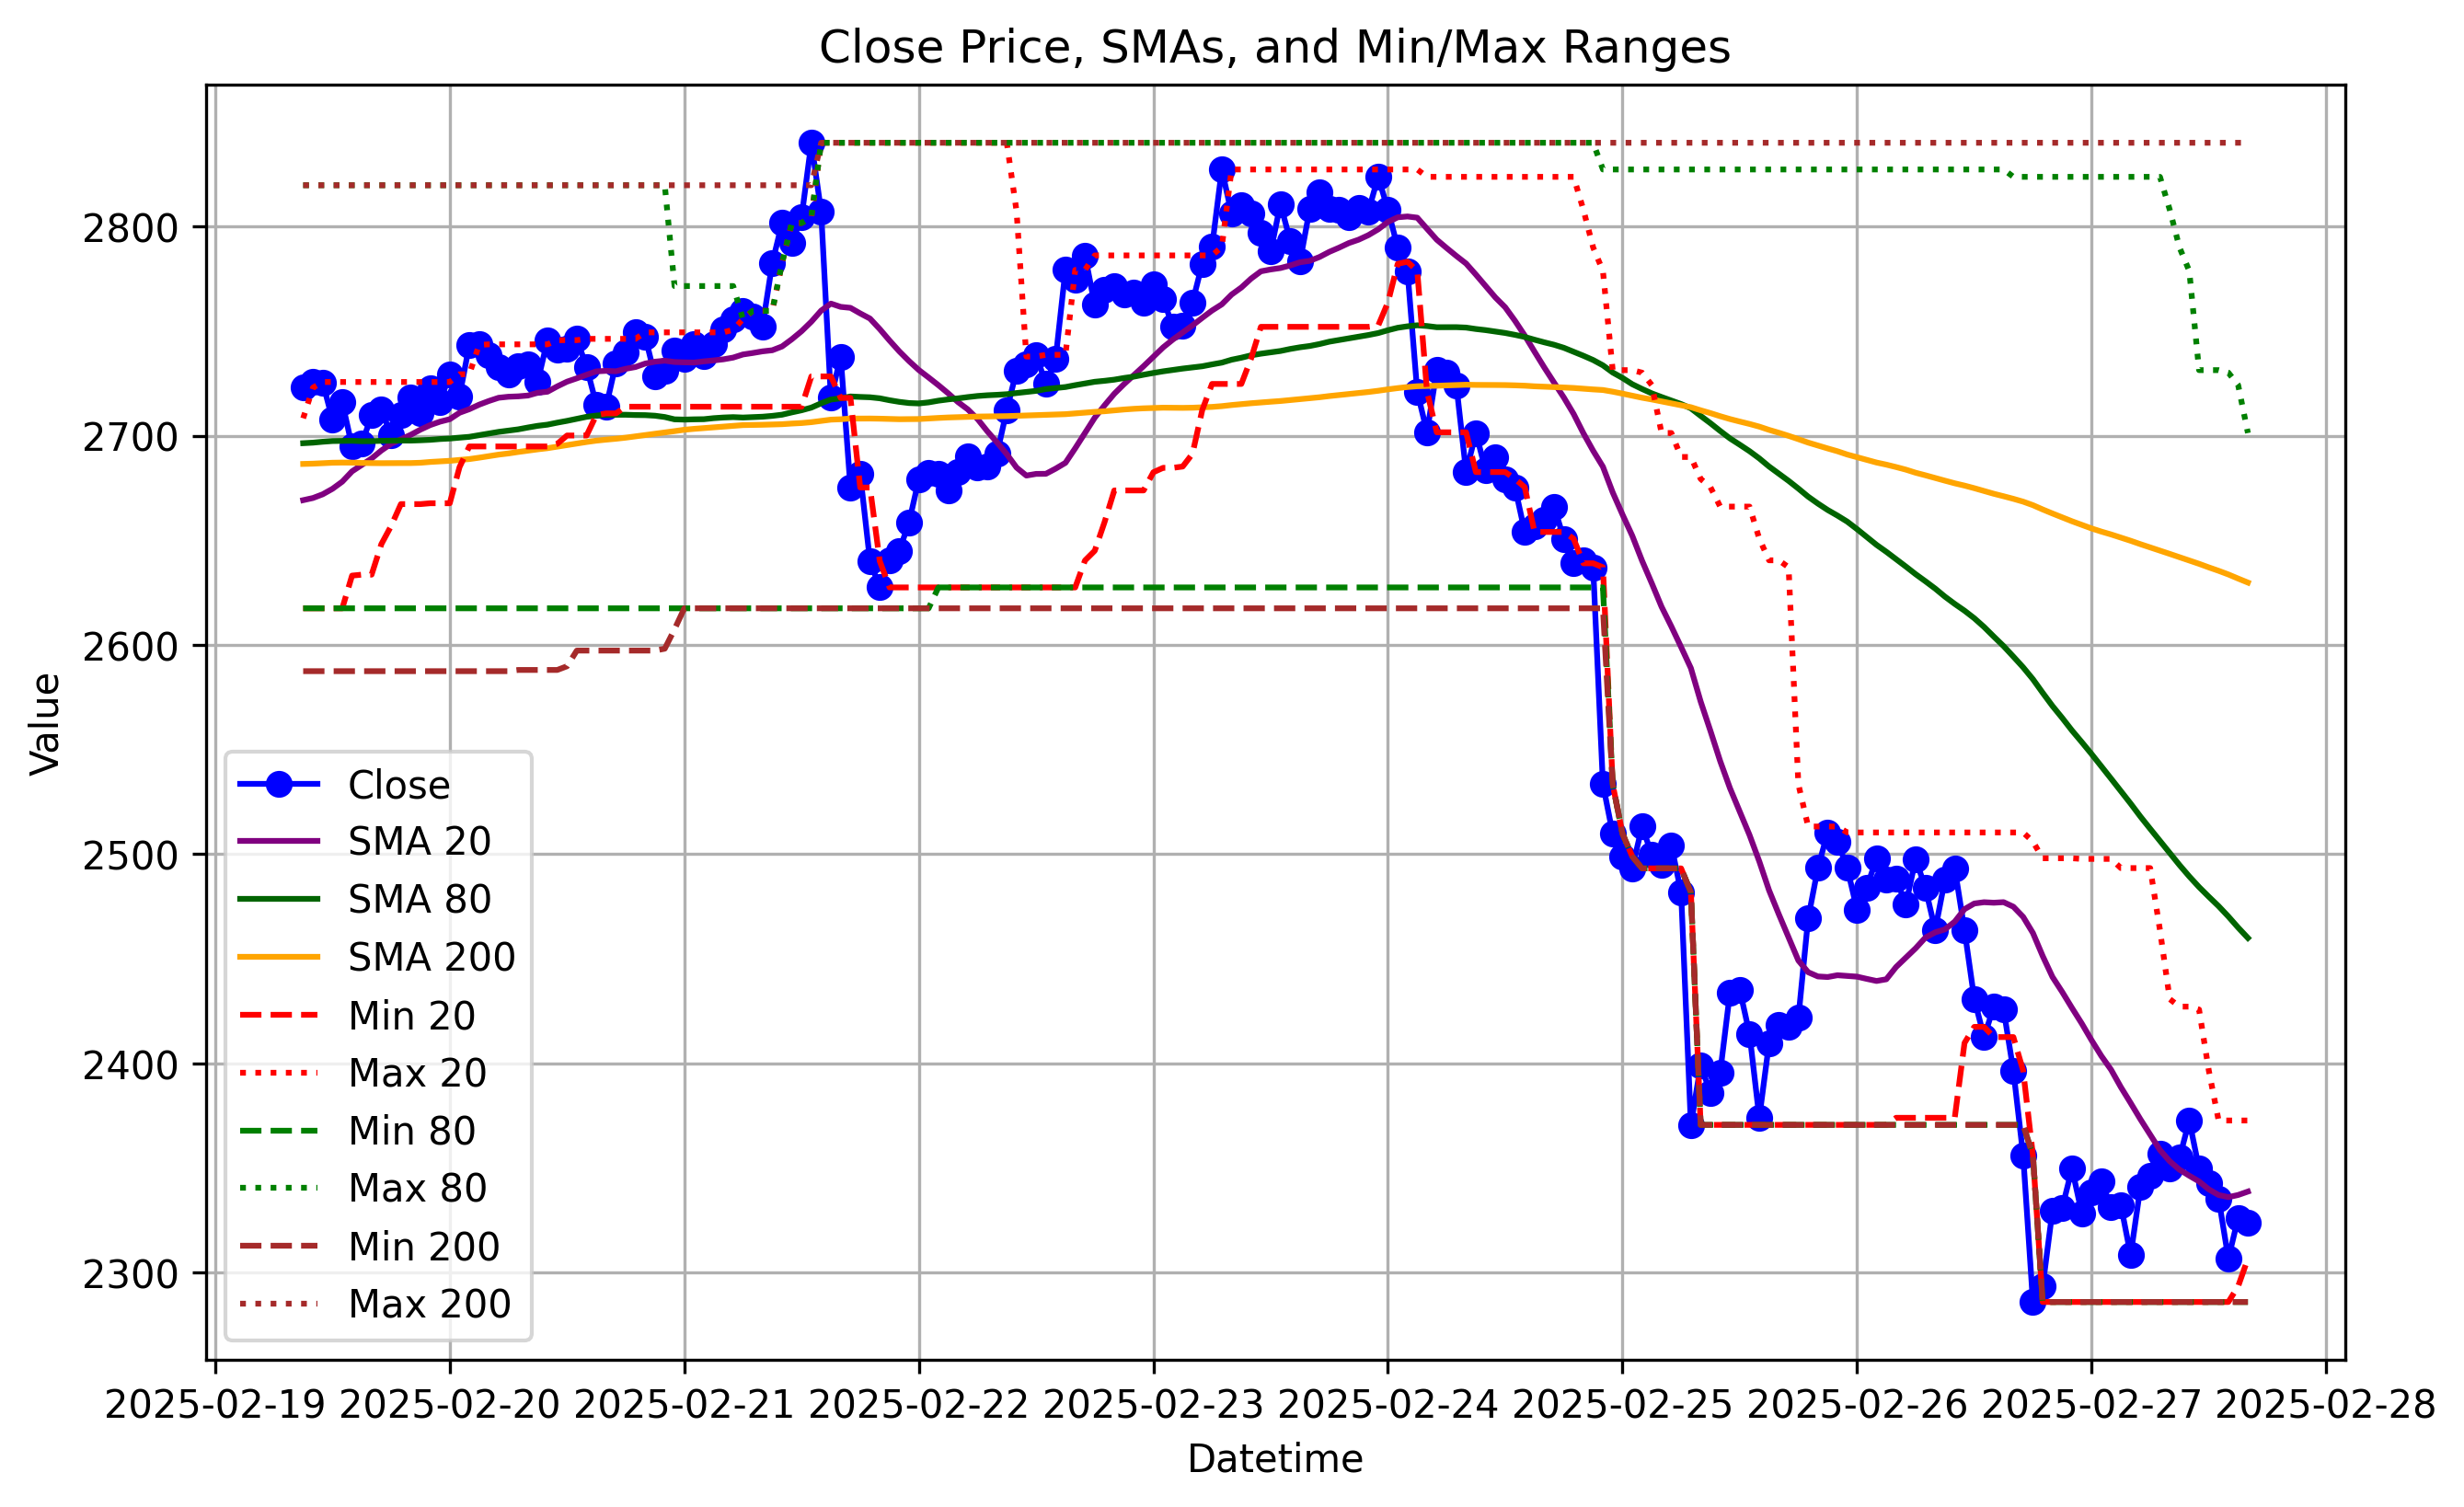 Close Price, SMAs, and Min/Max Ranges
Value
2800
2700
2600
2500
2400
2300
Close
SMA 20
SMA 80
SMA 200
Min 20
Max 20
Min 80
Max 80
Min 200
Max 200
2025-02-19 2025-02-20 2025-02-21 2025-02-22 2025-02-23 2025-02-24 2025-02-25 2025-02-26 2025-02-27 2025-02-28
Datetime